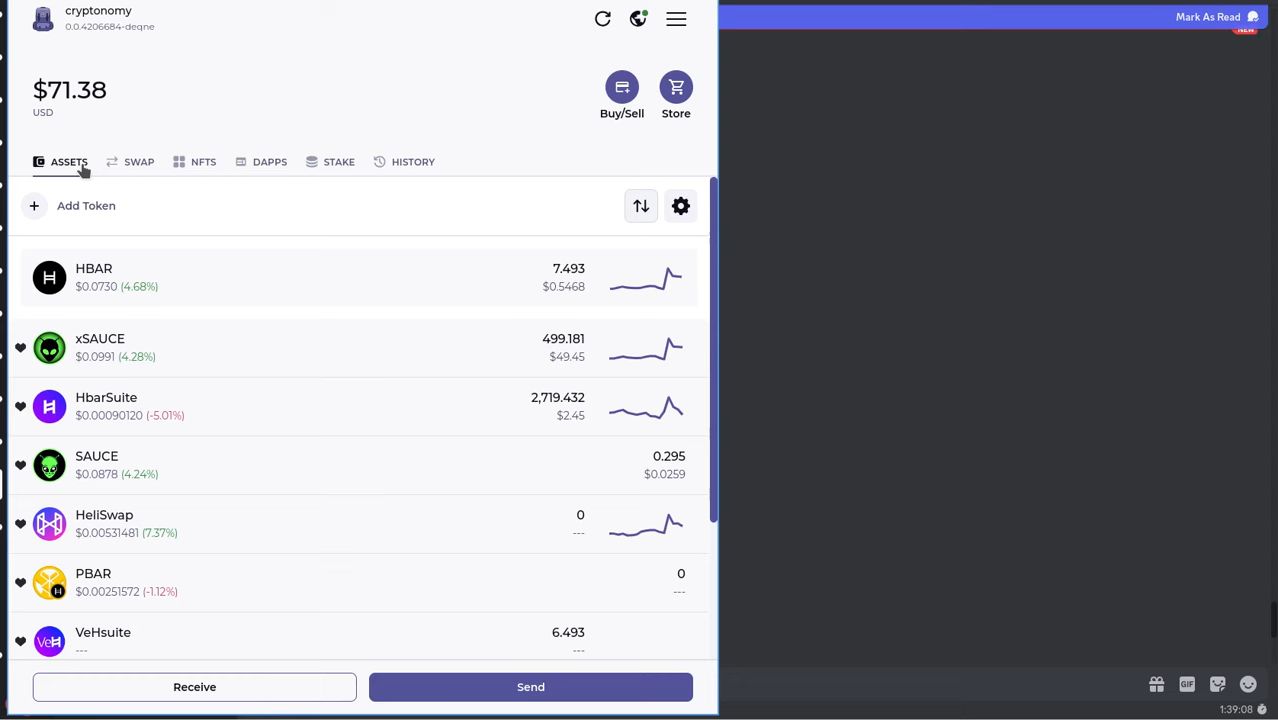 cryptonomy
0.0.4206684-deqne
Mark As Read
NEW
$71.38
USD
Buy/Sell
Store
ASSETS
SWAP
NFTS
DAPPS
STAKE
HISTORY
Add Token
HBAR
7.493
$0.0730 (4.68%)
$0.5468
xSAUCE
499.181
$0.0991 (4.28%)
$49.45
HbarSuite
2,719.432
$0.00090120 (-5.01%)
$2.45
SAUCE
0.295
$0.0878 (4.24%)
$0.0259
HeliSwap
0
$0.00531481 (7.37%)
---
PBAR
0
$0.00251572 (-1.12%)
---
VeHsuite
6.493
---
---
Receive
Send
GIF
1:39:08